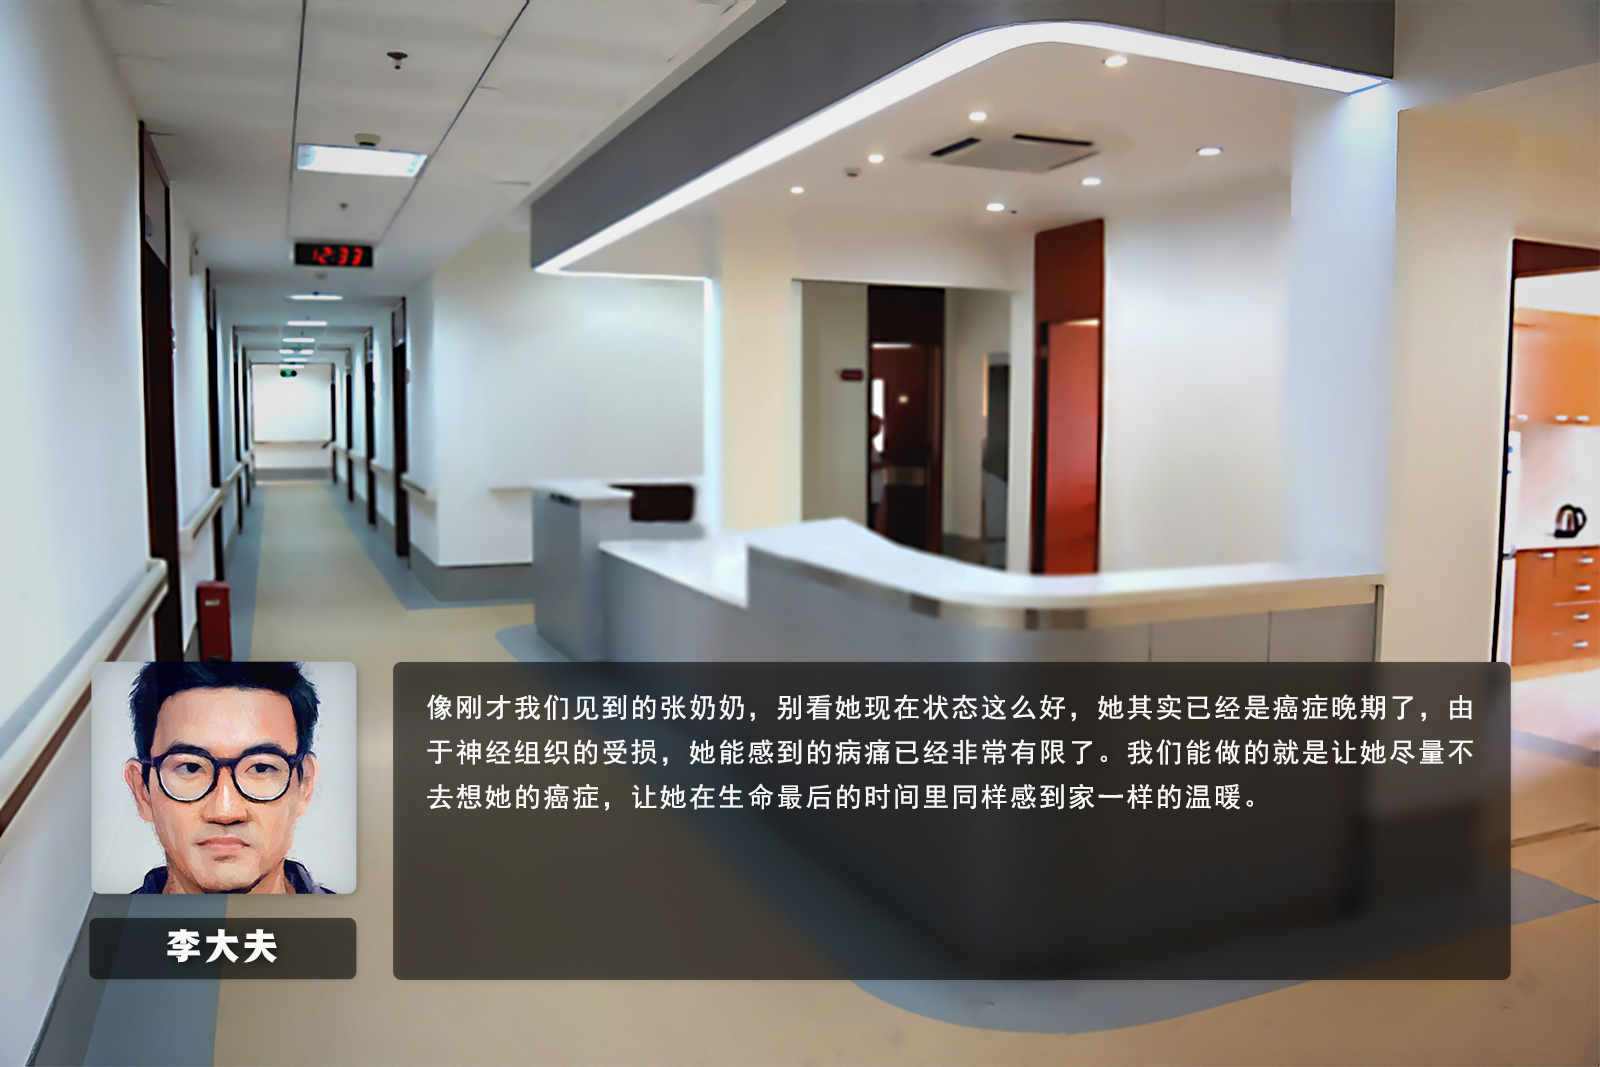 12:33
像刚才我们见到的张奶奶，别看她现在状态这么好，她其实已经是癌症晚期了，由
于神经组织的受损，她能感到的病痛已经非常有限了。我们能做的就是让她尽量不
去想她的癌症，让她在生命最后的时间里同样感到家一样的温暖。
李大夫